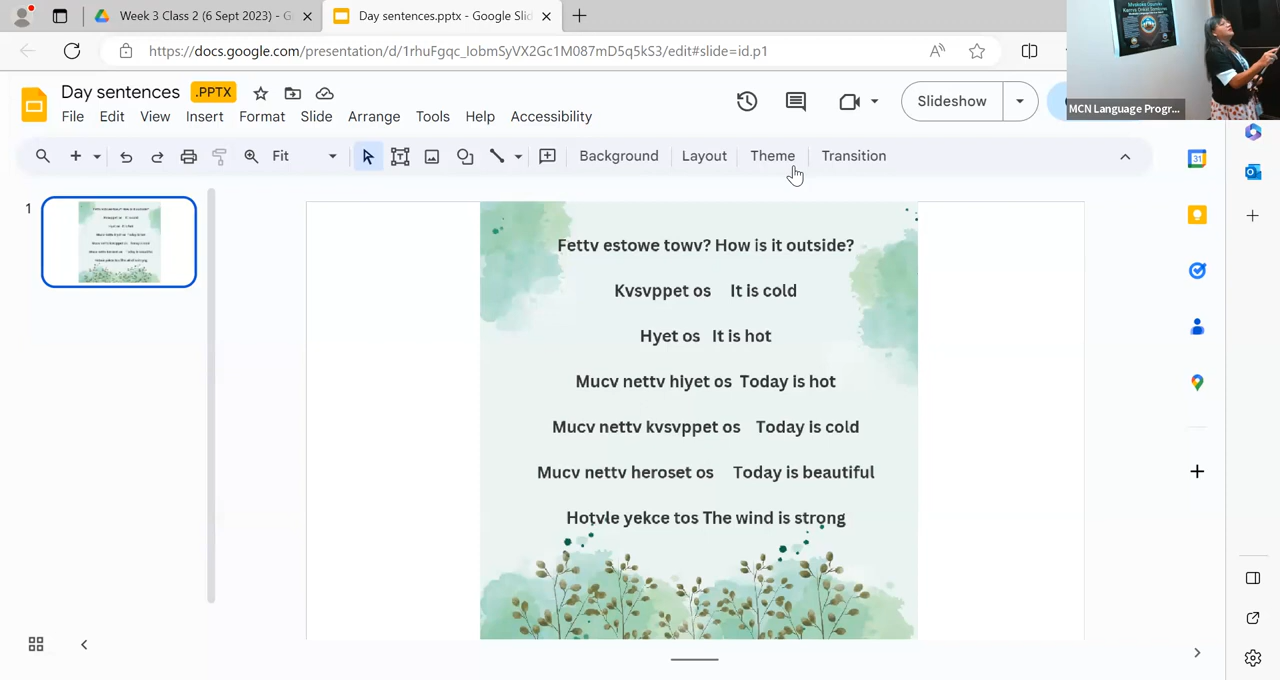 Week 3 Class 2 (6 Sept 2023) - G
Day sentences.pptx - Google Slid
https://docs.google.com/presentation/d/1rhuFgqc_IobmSyVX2Gc1M087mD5q5kS3/edit#slide=id.p1
Day sentences .PPTX
File Edit View Insert Format Slide Arrange Tools Help Accessibility
Slideshow
MCN Language Progr...
Fit Background Layout Theme Transition
1
Fettv estowe towv? How is it outside?
Kvsvppet os It is cold
Hyet os It is hot
Mucv nettv hiyet os Today is hot
Mucv nettv kvsvppet os Today is cold
Mucv nettv heroset os Today is beautiful
Hotvle yekce tos The wind is strong